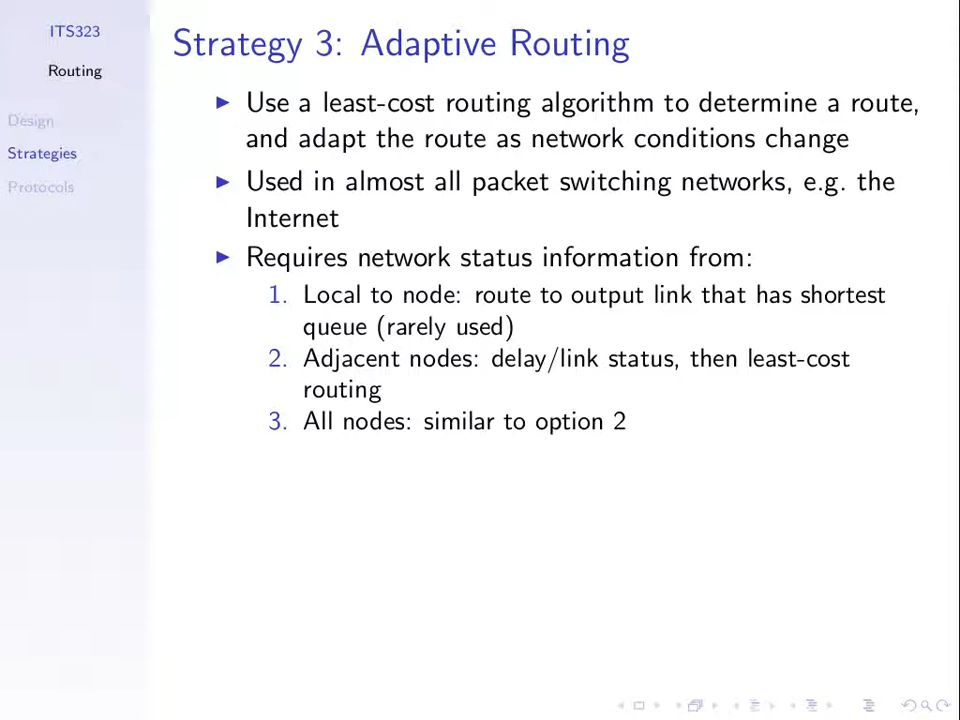 ITS323
Routing
Design
Strategies
Protocols
Strategy 3: Adaptive Routing
Use a least-cost routing algorithm to determine a route,
and adapt the route as network conditions change
Used in almost all packet switching networks, e.g. the
Internet
Requires network status information from:
1. Local to node: route to output link that has shortest
queue (rarely used)
2. Adjacent nodes: delay/link status, then least-cost
routing
3. All nodes: similar to option 2